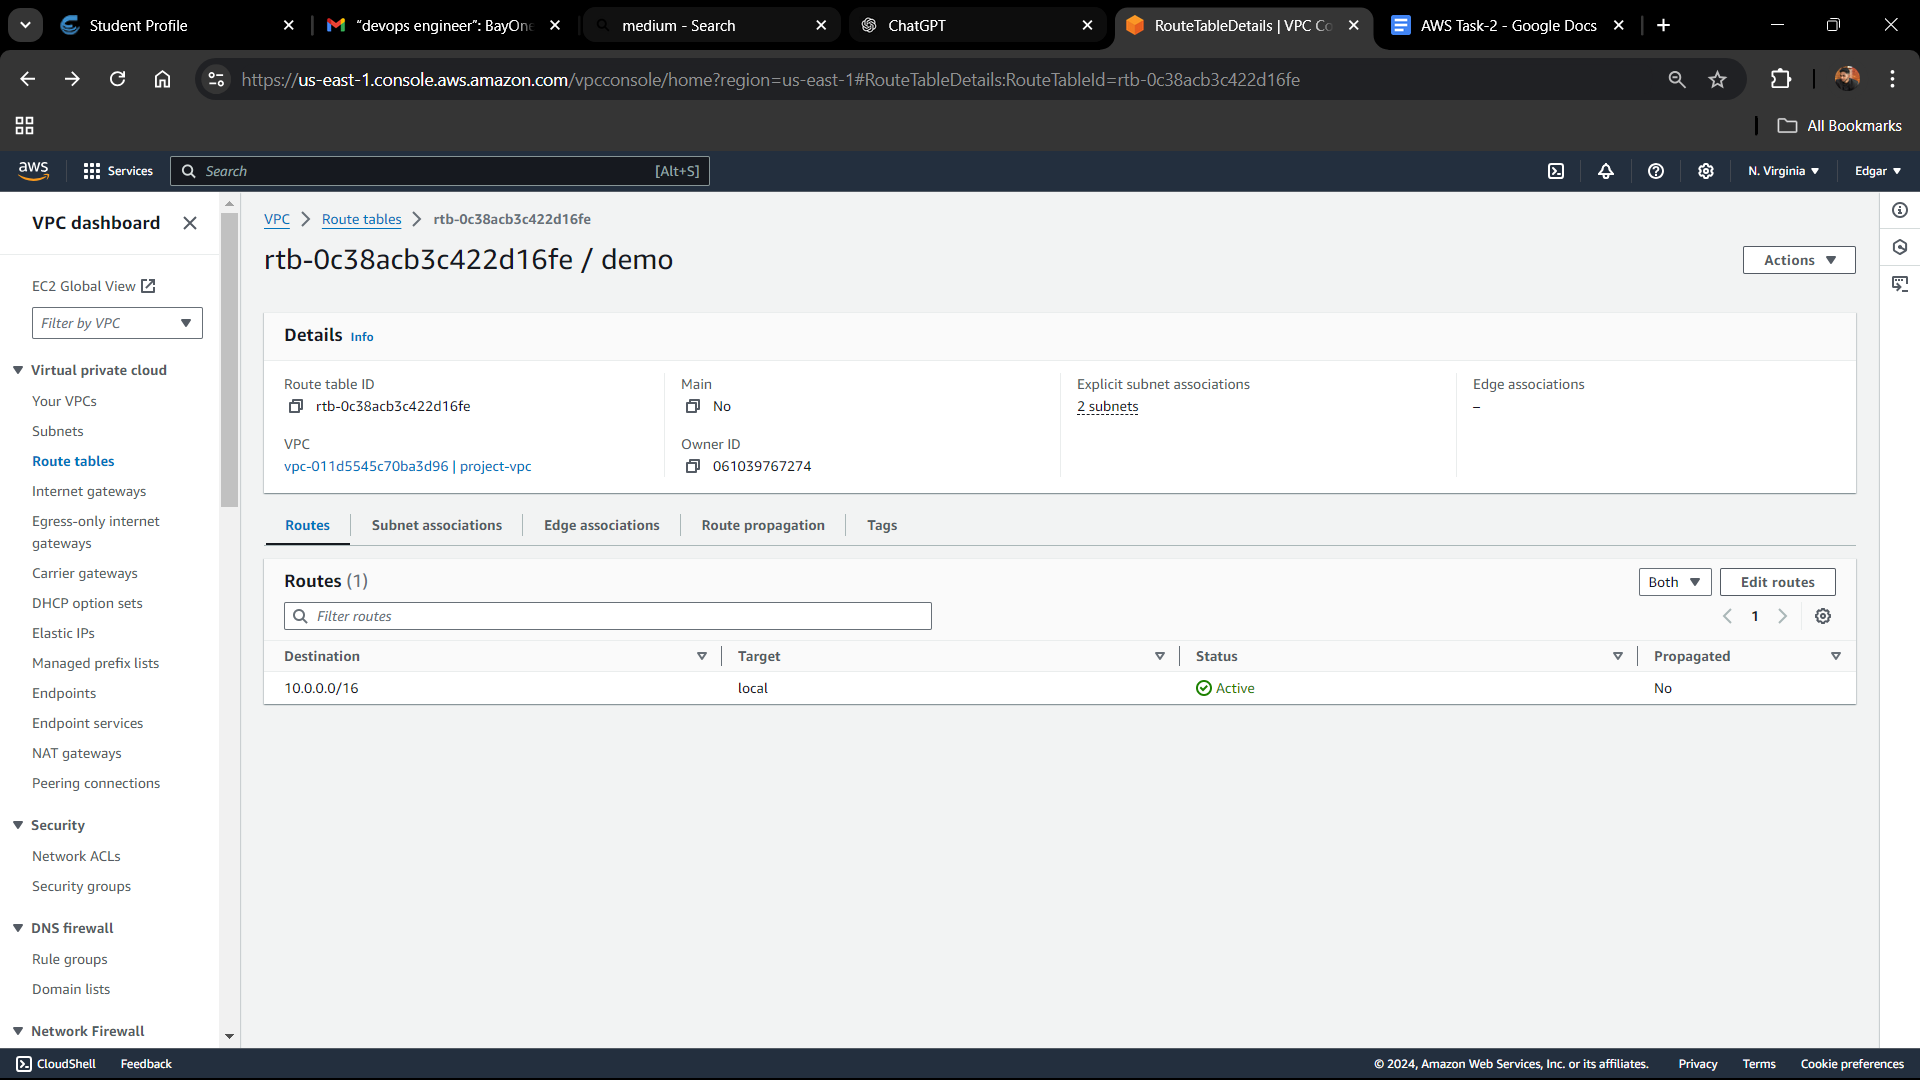 Student Profile
"devops engineer": BayOne
medium - Search
ChatGPT
RouteTableDetails | VPC Co
AWS Task-2 - Google Docs
https://us-east-1.console.aws.amazon.com/vpcconsole/home?region=us-east-1#RouteTableDetails:RouteTableId=rtb-0c38acb3c422d16fe
All Bookmarks
aws
Services
Search
[Alt+S]
N. Virginia
Edgar
VPC dashboard
EC2 Global View
Filter by VPC
Virtual private cloud
Your VPCs
Subnets
Route tables
Internet gateways
Egress-only internet
gateways
Carrier gateways
DHCP option sets
Elastic IPs
Managed prefix lists
Endpoints
Endpoint services
NAT gateways
Peering connections
Security
Network ACLs
Security groups
DNS firewall
Rule groups
Domain lists
Network Firewall
VPC
Route tables
rtb-0c38acb3c422d16fe
rtb-0c38acb3c422d16fe / demo
Actions
Details Info
Route table ID
rtb-0c38acb3c422d16fe
Main
No
Explicit subnet associations
2 subnets
Edge associations
–
VPC
vpc-011d5545c70ba3d96 | project-vpc
Owner ID
061039767274
Routes
Subnet associations
Edge associations
Route propagation
Tags
Routes (1)
Both
Edit routes
Filter routes
1
Destination
Target
Status
Propagated
10.0.0.0/16
local
Active
No
CloudShell
Feedback
© 2024, Amazon Web Services, Inc. or its affiliates.
Privacy
Terms
Cookie preferences